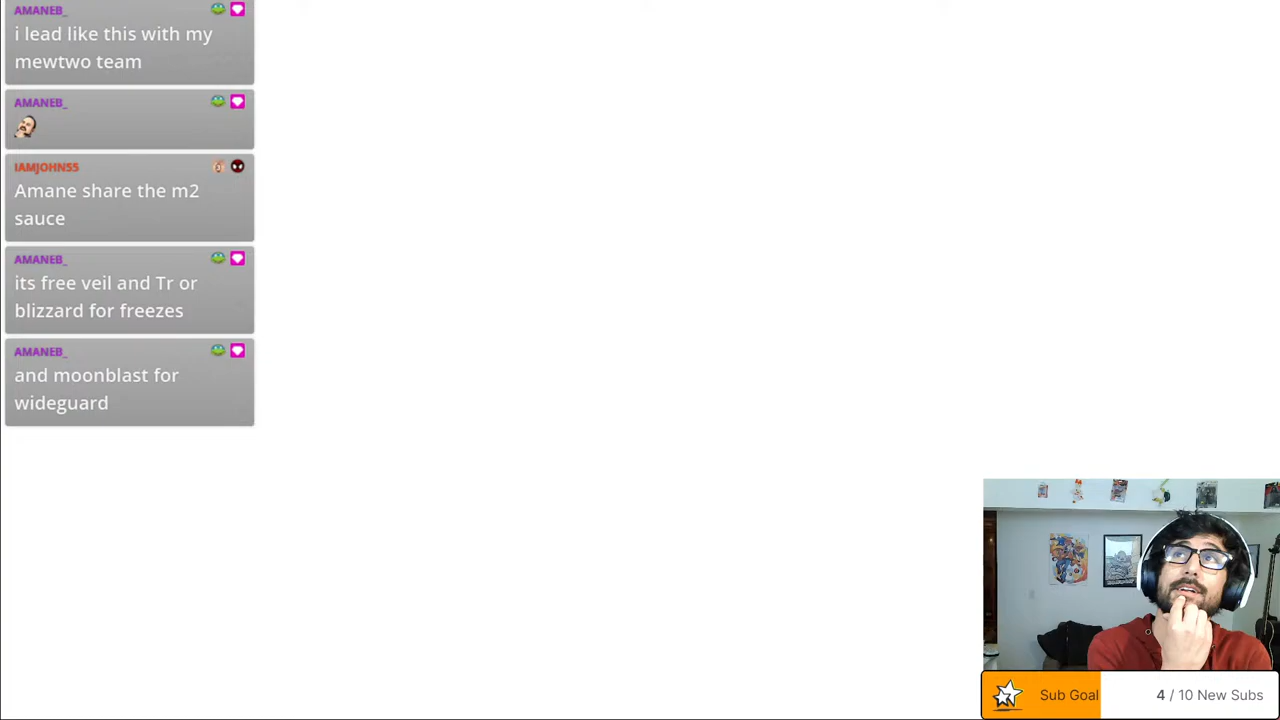 AMANEB_
i lead like this with my
mewtwo team
AMANEB_
IAMJOHN55
Amane share the m2
sauce
AMANEB_
its free veil and Tr or
blizzard for freezes
AMANEB_
and moonblast for
wideguard
Sub Goal
4 / 10 New Subs